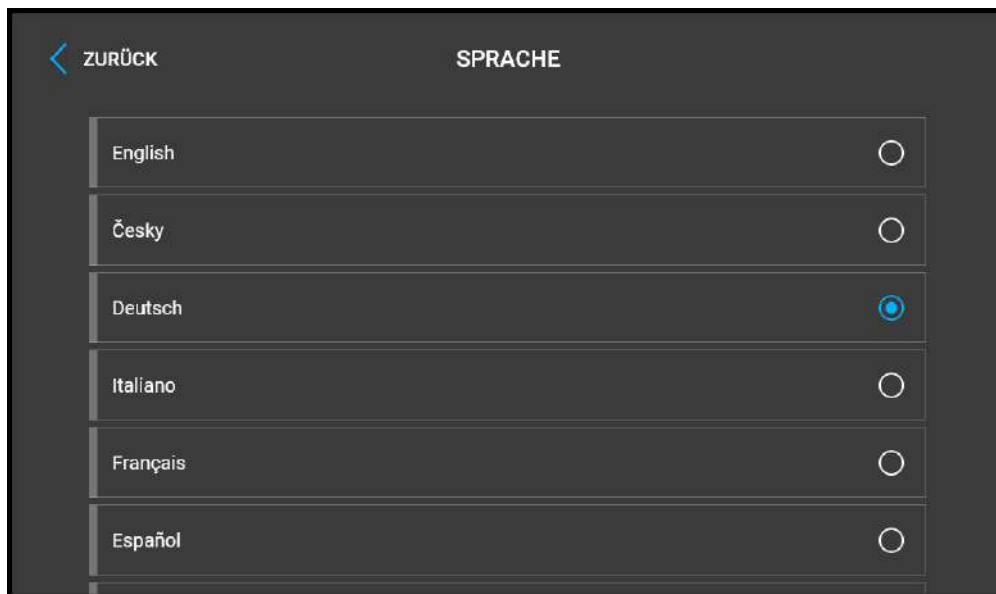 ZURÜCK
SPRACHE
English
Česky
Deutsch
Italiano
Français
Español